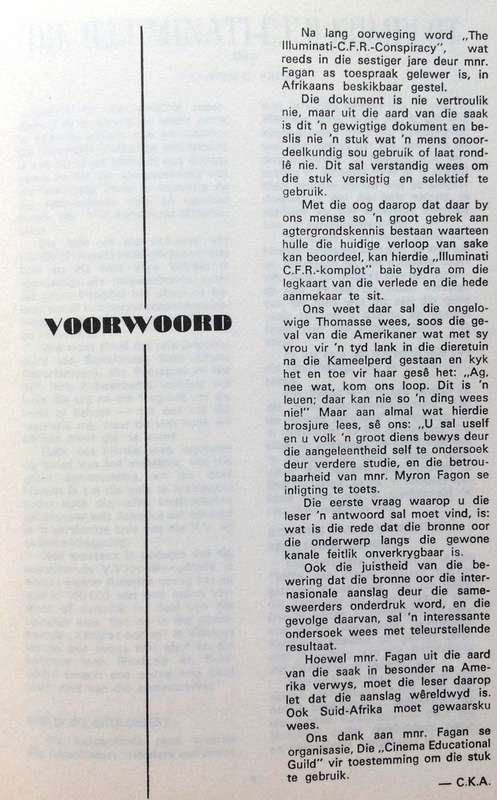 VOORWOORD
Na lang oorweging word „The
Illuminati-C.F.R.-Conspiracy", wat
reeds in die sestiger jare deur mnr.
Fagan as toespraak gelewer is, in
Afrikaans beskikbaar gestel.
Die dokument is nie vertroulik
nie, maar uit die aard van die saak
is dit 'n gewigtige dokument en be-
slis nie 'n stuk wat 'n mens onoor-
deelkundig sou gebruik of laat rond-
lê nie. Dit sal verstandig wees om
die stuk versigtig en selektief te
gebruik.
Met die oog daarop dat daar by
ons mense so 'n groot gebrek aan
agtergrondskennis bestaan waarteen
hulle die huidige verloop van sake
kan beoordeel, kan hierdie „Illuminati
C.F.R.-komplot" baie bydra om die
legkaart van die verlede en die hede
aanmekaar te sit.
Ons weet daar sal die ongelo-
wige Thomasse wees, soos die ge-
val van die Amerikaner wat met sy
vrou vir 'n tyd lank in die dieretuin
na die Kameelperd gestaan en kyk
het en toe vir haar gesê het: „Ag,
nee wat, kom ons loop. Dit is 'n
leuen; daar kan nie so 'n ding wees
nie!" Maar aan almal wat hierdie
brosjure lees, sê ons: „U sal uself
en u volk 'n groot diens bewys deur
die aangeleentheid self te ondersoek
deur verdere studie, en die betrou-
baarheid van mnr. Myron Fagon se
inligting te toets.
Die eerste vraag waarop u die
leser 'n antwoord sal moet vind, is:
wat is die rede dat die bronne oor
die onderwerp langs die gewone
kanale feitlik onverkrygbaar is.
Ook die juistheid van die be-
wering dat die bronne oor die inter-
nasionale aanslag deur die same-
sweerders onderdruk word, en die
gevolge daarvan, sal 'n interessante
ondersoek wees met teleurstellende
resultaat.
Hoewel mnr. Fagan uit die aard
van die saak in besonder na Ame-
rika verwys, moet die leser daarop
let dat die aanslag wêreldwyd is.
Ook Suid-Afrika moet gewaarsku
wees.
Ons dank aan mnr. Fagan se
organisasie, Die „Cinema Educational
Guild" vir toestemming om die stuk
te gebruik.
— C.K.A.